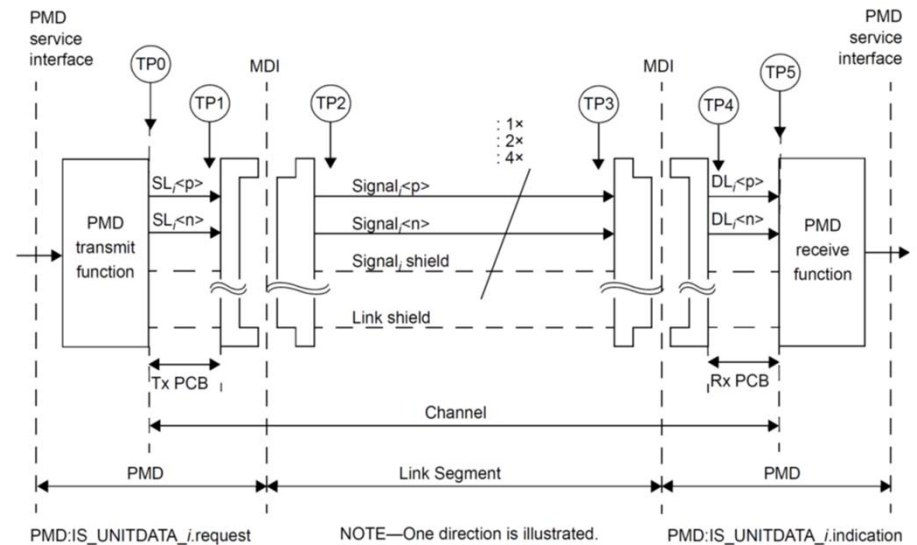 PMD
service
interface
PMD
service
interface
TP0
MDI
MDI
TP5
TP1
TP2
TP3
TP4
: 1×
: 2×
: 4×
SLi<p>
Signali<p>
DLi<p>
SLi<n>
Signali<n>
DLi<n>
PMD
transmit
function
PMD
receive
function
Signali shield
Link shield
Tx PCB
Rx PCB
Channel
PMD
Link Segment
PMD
PMD:IS_UNITDATA_i.request
NOTE—One direction is illustrated.
PMD:IS_UNITDATA_i.indication